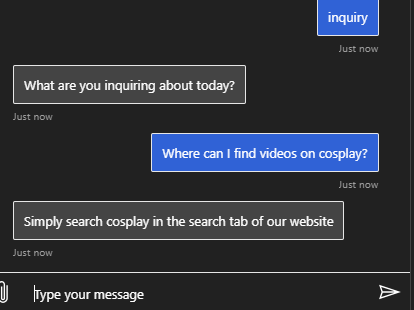 inquiry
Just now
What are you inquiring about today?
Just now
Where can I find videos on cosplay?
Just now
Simply search cosplay in the search tab of our website
Just now
Type your message